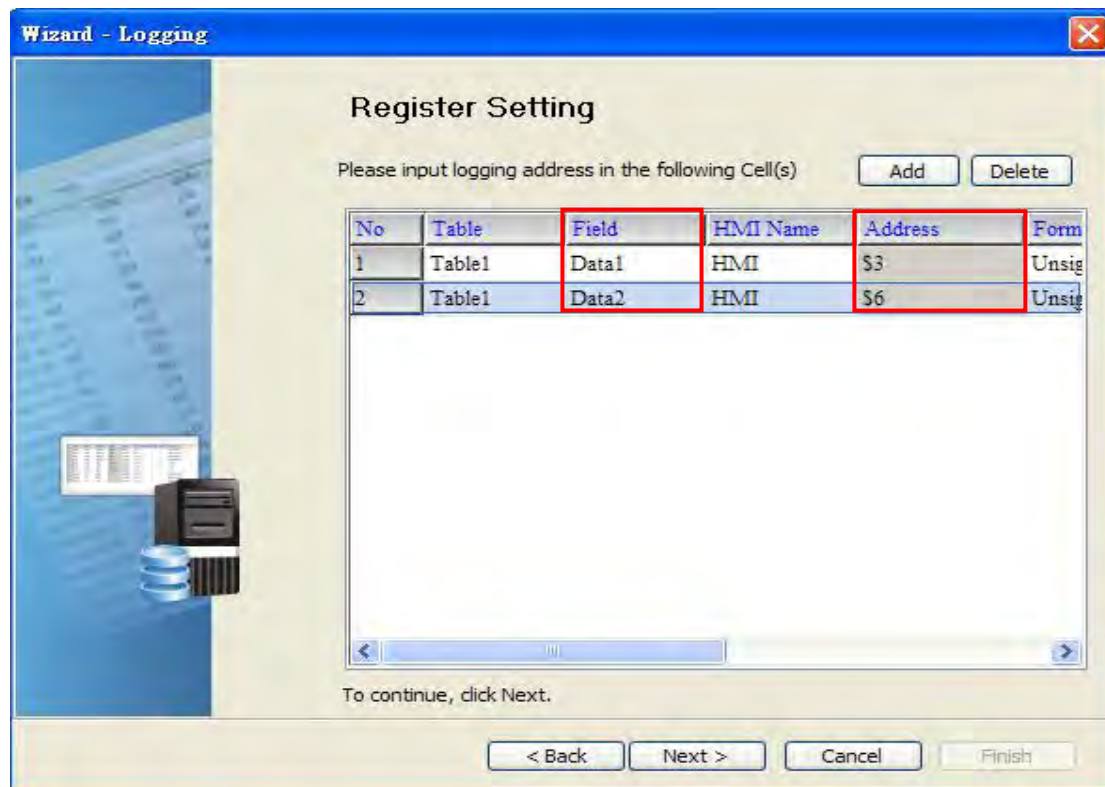 Wizard - Logging
Register Setting
Please input logging address in the following Cell(s) Add Delete
No Table Field HMI Name Address Form
1 Table1 Data1 HMI $3 Unsig
2 Table1 Data2 HMI $6 Unsig
To continue, click Next.
< Back Next > Cancel Finish